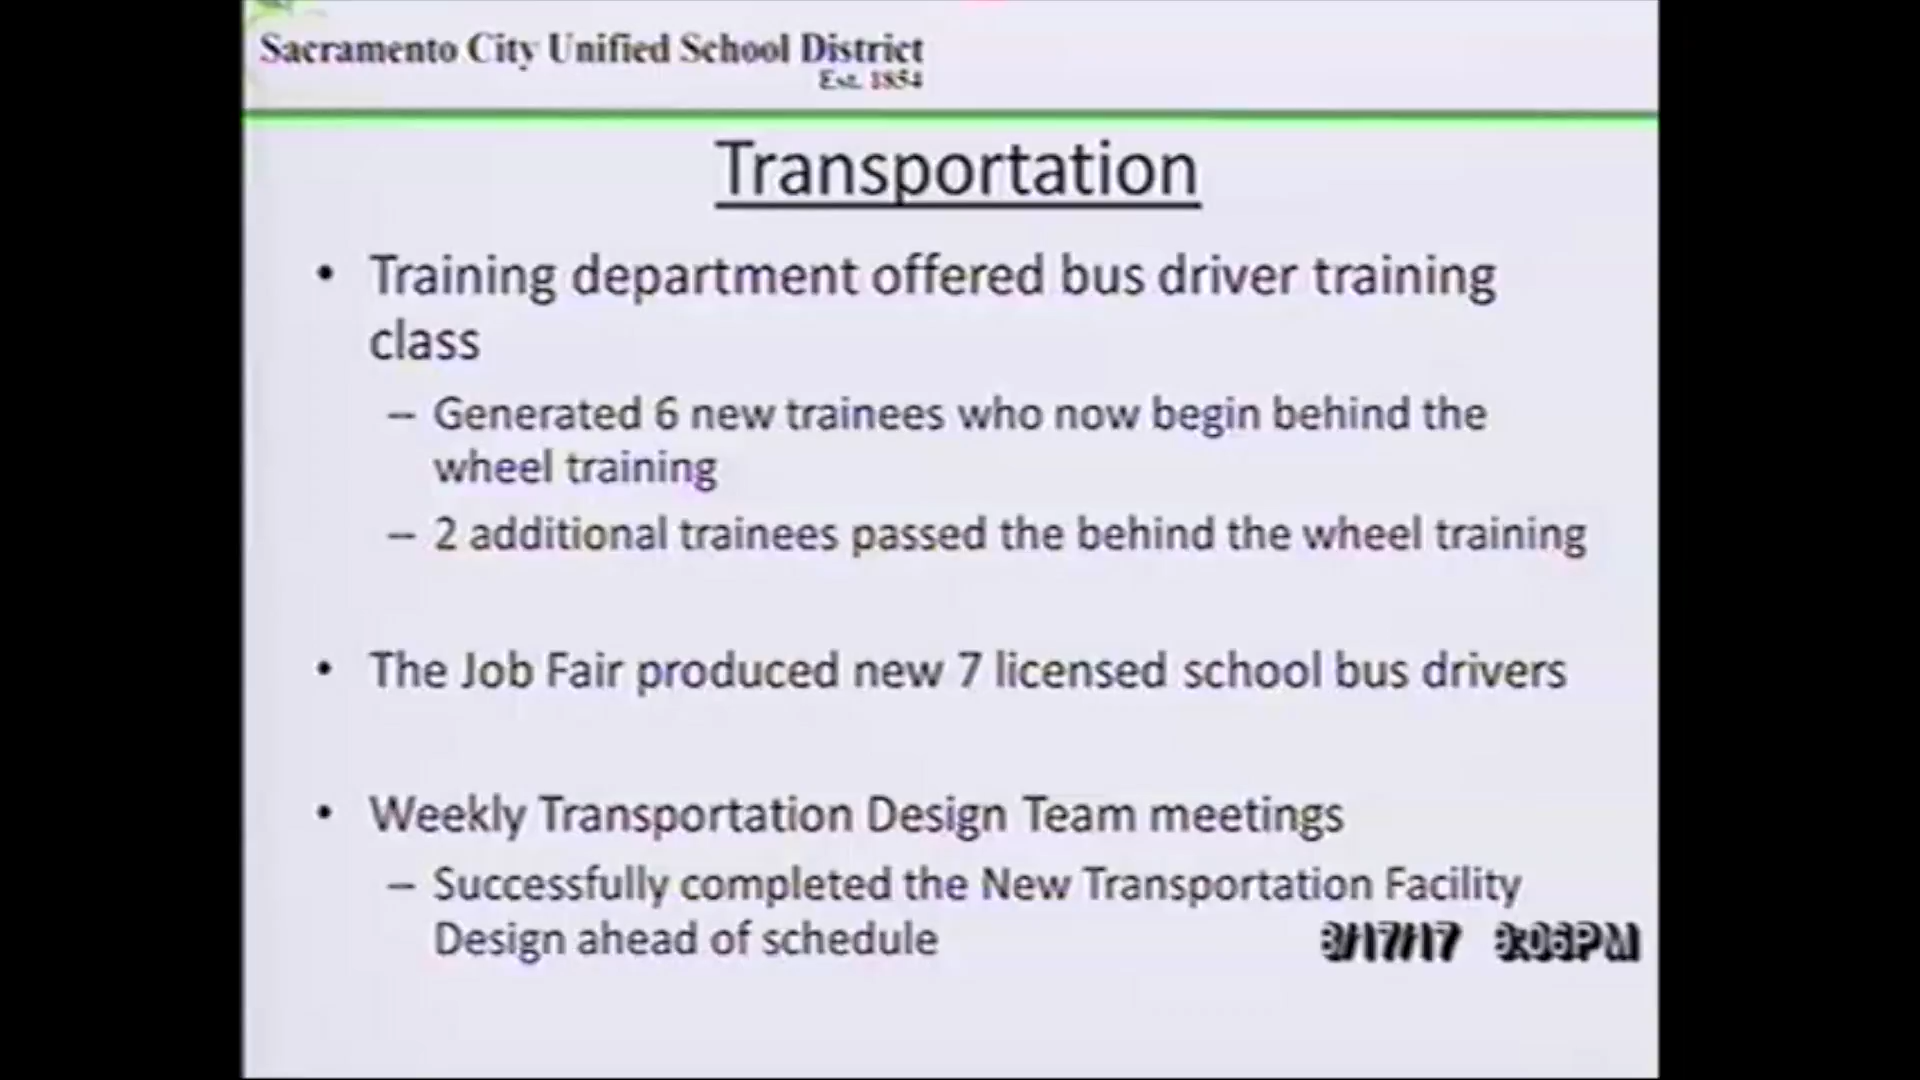 Sacramento City Unified School District
Est. 1854
Transportation
• Training department offered bus driver training
class
– Generated 6 new trainees who now begin behind the
wheel training
– 2 additional trainees passed the behind the wheel training
• The Job Fair produced new 7 licensed school bus drivers
• Weekly Transportation Design Team meetings
– Successfully completed the New Transportation Facility
Design ahead of schedule